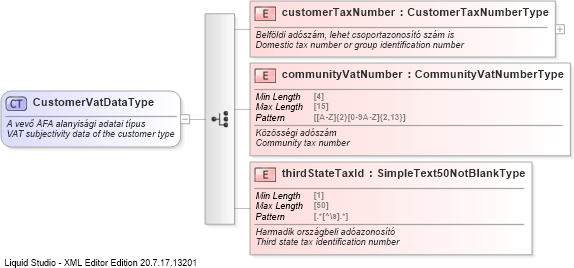 E customerTaxNumber : CustomerTaxNumberType
Belföldi adószám, lehet csoportazonosító szám is
Domestic tax number or group identification number
E communityVatNumber : CommunityVatNumberType
Min Length [4]
Max Length [15]
Pattern [[A-Z]{2}[0-9A-Z]{2,13}]
Közösségi adószám
Community tax number
CT CustomerVatDataType
A vevő ÁFA alanyisági adatai típus
VAT subjectivity data of the customer type
E thirdStateTaxId : SimpleText50NotBlankType
Min Length [1]
Max Length [50]
Pattern [.*[^\s].*]
Harmadik országbeli adóazonosító
Third state tax identification number
Liquid Studio - XML Editor Edition 20.7.17.13201